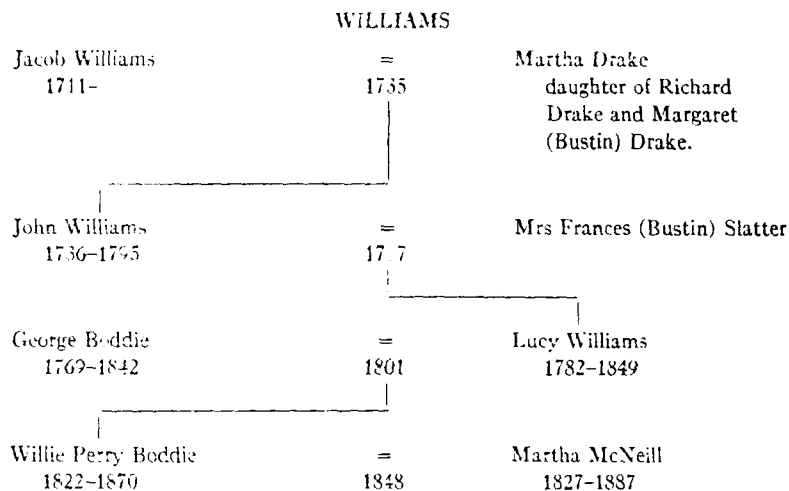 WILLIAMS
Jacob Williams = Martha Drake
1711– 1735 daughter of Richard
Drake and Margaret
(Bustin) Drake.
John Williams = Mrs Frances (Bustin) Slatter
1736–1795
George Boddie = Lucy Williams
1769–1842 1801 1782–1849
Willie Perry Boddie = Martha McNeill
1822–1870 1848 1827–1887